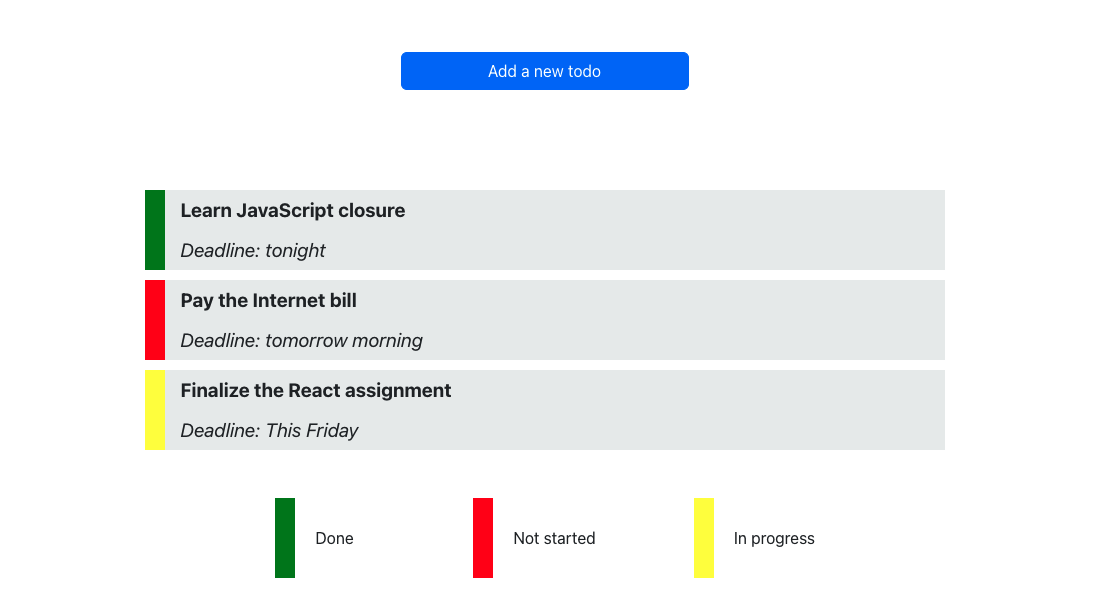 Add a new todo
Learn JavaScript closure
Deadline: tonight
Pay the Internet bill
Deadline: tomorrow morning
Finalize the React assignment
Deadline: This Friday
Done
Not started
In progress